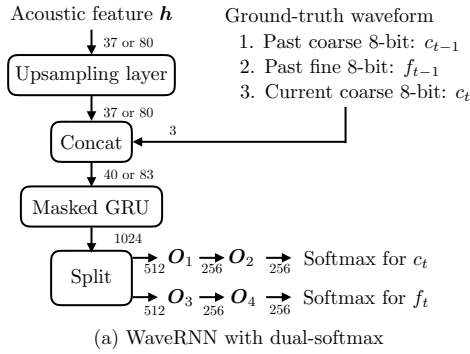 Acoustic feature h
Ground-truth waveform
1. Past coarse 8-bit: c_{t−1}
2. Past fine 8-bit: f_{t−1}
3. Current coarse 8-bit: c_t
37 or 80
Upsampling layer
37 or 80
3
Concat
40 or 83
Masked GRU
1024
Split
512 O_1 256 O_2 256 Softmax for c_t
512 O_3 256 O_4 256 Softmax for f_t
(a) WaveRNN with dual-softmax